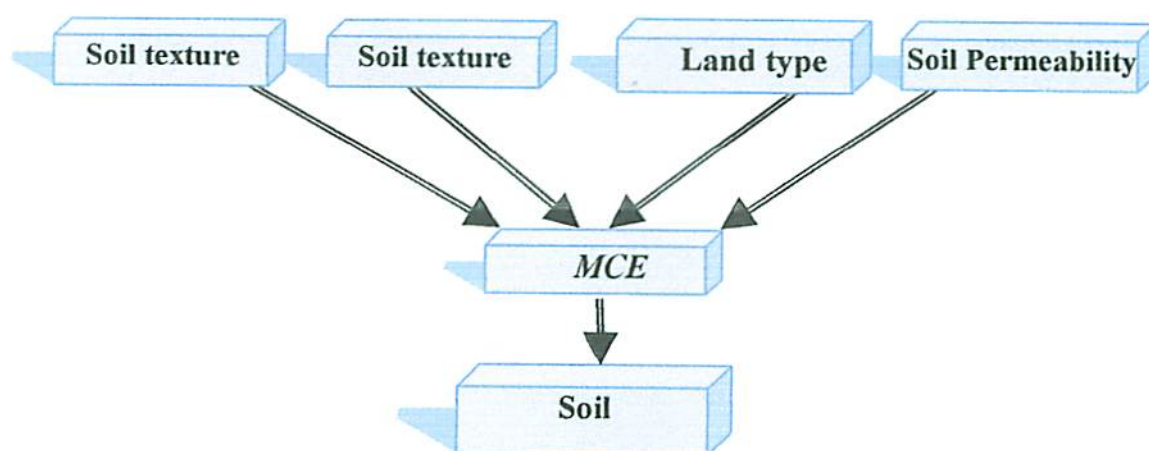 Soil texture
Soil texture
Land type
Soil Permeability
MCE
Soil